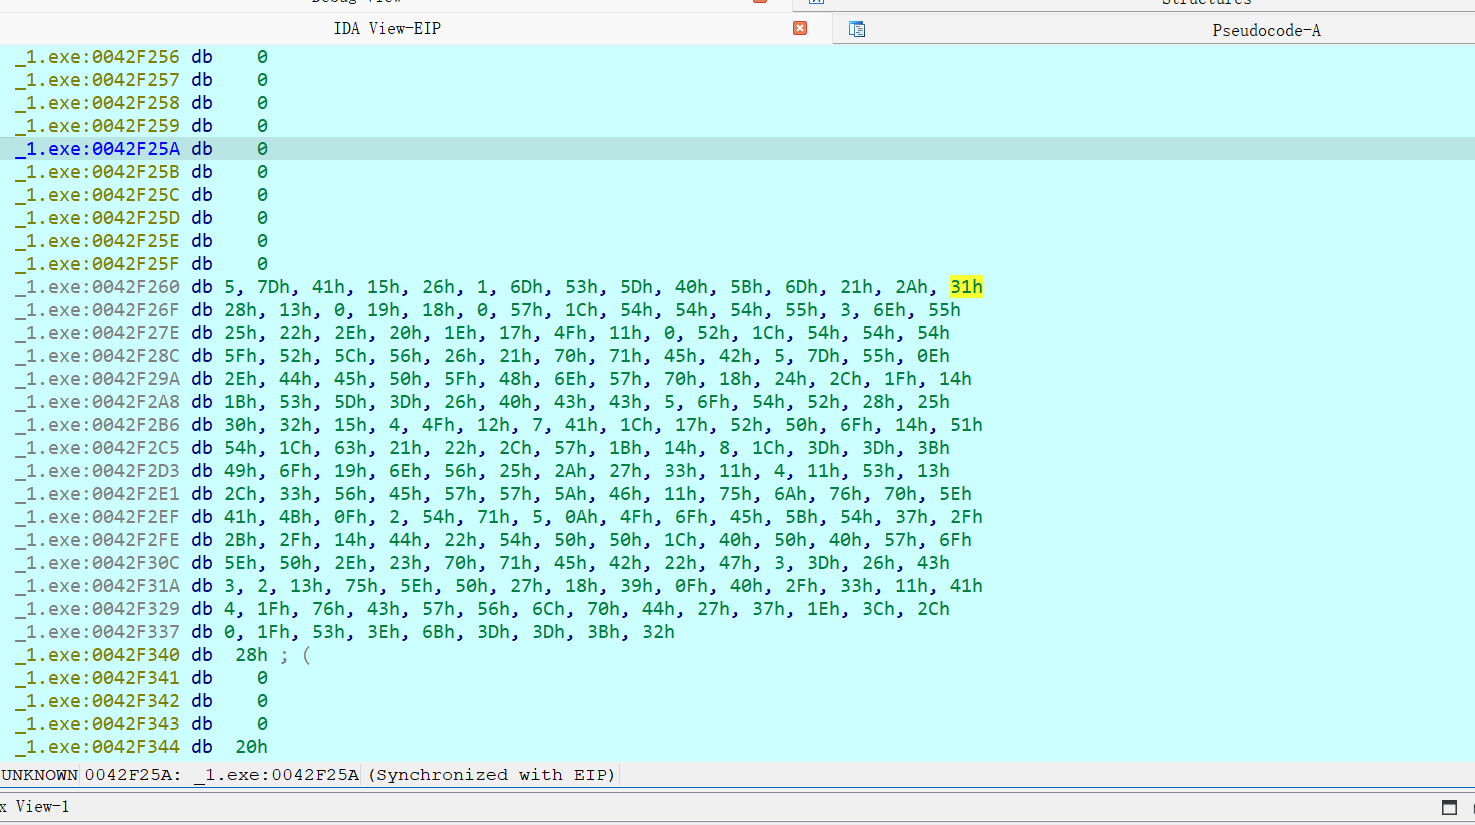 Debug View
Structures
IDA View-EIP
Pseudocode-A
_1.exe:0042F256 db    0
_1.exe:0042F257 db    0
_1.exe:0042F258 db    0
_1.exe:0042F259 db    0
_1.exe:0042F25A db    0
_1.exe:0042F25B db    0
_1.exe:0042F25C db    0
_1.exe:0042F25D db    0
_1.exe:0042F25E db    0
_1.exe:0042F25F db    0
_1.exe:0042F260 db 5, 7Dh, 41h, 15h, 26h, 1, 6Dh, 53h, 5Dh, 40h, 5Bh, 6Dh, 21h, 2Ah, 31h
_1.exe:0042F26F db 28h, 13h, 0, 19h, 18h, 0, 57h, 1Ch, 54h, 54h, 54h, 55h, 3, 6Eh, 55h
_1.exe:0042F27E db 25h, 22h, 2Eh, 20h, 1Eh, 17h, 4Fh, 11h, 0, 52h, 1Ch, 54h, 54h, 54h
_1.exe:0042F28C db 5Fh, 52h, 5Ch, 56h, 26h, 21h, 70h, 71h, 45h, 42h, 5, 7Dh, 55h, 0Eh
_1.exe:0042F29A db 2Eh, 44h, 45h, 50h, 5Fh, 48h, 6Eh, 57h, 70h, 18h, 24h, 2Ch, 1Fh, 14h
_1.exe:0042F2A8 db 1Bh, 53h, 5Dh, 3Dh, 26h, 40h, 43h, 43h, 5, 6Fh, 54h, 52h, 28h, 25h
_1.exe:0042F2B6 db 30h, 32h, 15h, 4, 4Fh, 12h, 7, 41h, 1Ch, 17h, 52h, 50h, 6Fh, 14h, 51h
_1.exe:0042F2C5 db 54h, 1Ch, 63h, 21h, 22h, 2Ch, 57h, 1Bh, 14h, 8, 1Ch, 3Dh, 3Dh, 3Bh
_1.exe:0042F2D3 db 49h, 6Fh, 19h, 6Eh, 56h, 25h, 2Ah, 27h, 33h, 11h, 4, 11h, 53h, 13h
_1.exe:0042F2E1 db 2Ch, 33h, 56h, 45h, 57h, 57h, 5Ah, 46h, 11h, 75h, 6Ah, 76h, 70h, 5Eh
_1.exe:0042F2EF db 41h, 4Bh, 0Fh, 2, 54h, 71h, 5, 0Ah, 4Fh, 6Fh, 45h, 5Bh, 54h, 37h, 2Fh
_1.exe:0042F2FE db 2Bh, 2Fh, 14h, 44h, 22h, 54h, 50h, 50h, 1Ch, 40h, 50h, 40h, 57h, 6Fh
_1.exe:0042F30C db 5Eh, 50h, 2Eh, 23h, 70h, 71h, 45h, 42h, 22h, 47h, 3, 3Dh, 26h, 43h
_1.exe:0042F31A db 3, 2, 13h, 75h, 5Eh, 50h, 27h, 18h, 39h, 0Fh, 40h, 2Fh, 33h, 11h, 41h
_1.exe:0042F329 db 4, 1Fh, 76h, 43h, 57h, 56h, 6Ch, 70h, 44h, 27h, 37h, 1Eh, 3Ch, 2Ch
_1.exe:0042F337 db 0, 1Fh, 53h, 3Eh, 6Bh, 3Dh, 3Dh, 3Bh, 32h
_1.exe:0042F340 db  28h ; (
_1.exe:0042F341 db    0
_1.exe:0042F342 db    0
_1.exe:0042F343 db    0
_1.exe:0042F344 db  20h
UNKNOWN 0042F25A: _1.exe:0042F25A (Synchronized with EIP)
x View-1